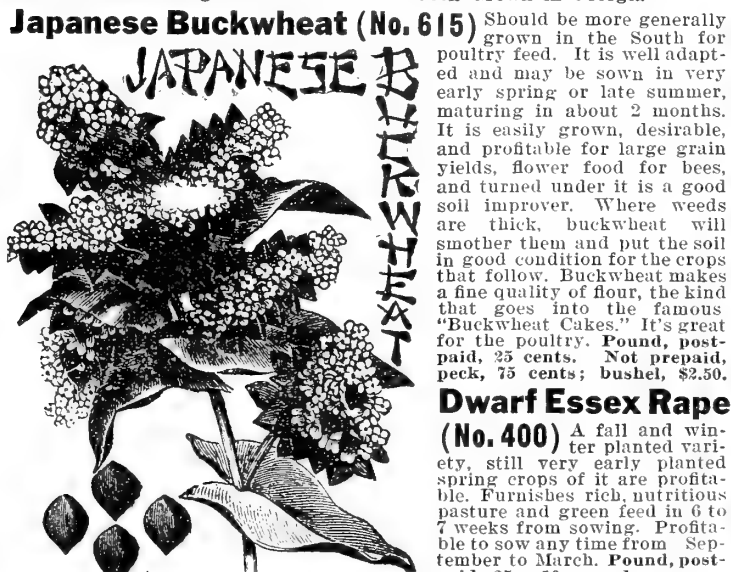 Japanese Buckwheat (No. 615)
JAPANESE
BUCKWHEAT
Should be more generally
grown in the South for
poultry feed. It is well adapt-
ed and may be sown in very
early spring or late summer,
maturing in about 2 months.
It is easily grown, desirable,
and profitable for large grain
yields, flower food for bees,
and turned under it is a good
soil improver. Where weeds
are thick, buckwheat will
smother them and put the soil
in good condition for the crops
that follow. Buckwheat makes
a fine quality of flour, the kind
that goes into the famous
"Buckwheat Cakes." It's great
for the poultry. Pound, post-
paid, 25 cents. Not prepaid,
peck, 75 cents; bushel, $2.50.
Dwarf Essex Rape
(No. 400) A fall and win-
ter planted vari-
ety, still very early planted
spring crops of it are profita-
ble. Furnishes rich, nutritious
pasture and green feed in 6 to
7 weeks from sowing. Profita-
ble to sow any time from Sep-
tember to March. Pound, post-